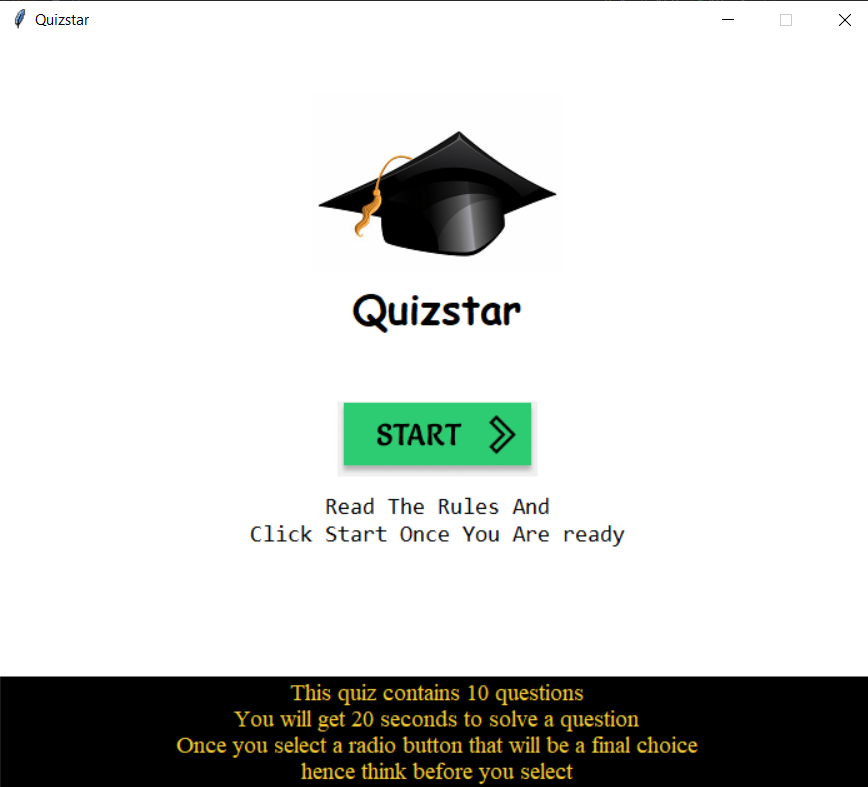 Quizstar
Quizstar
START
Read The Rules And
Click Start Once You Are ready
This quiz contains 10 questions
You will get 20 seconds to solve a question
Once you select a radio button that will be a final choice
hence think before you select